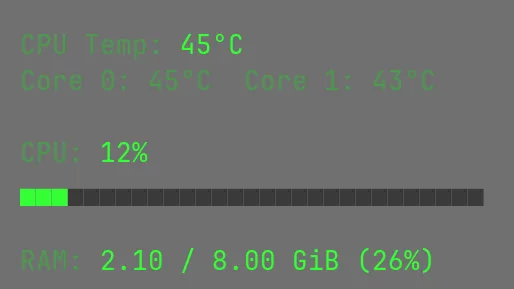 CPU Temp: 45°C
Core 0: 45°C  Core 1: 43°C
CPU: 12%
RAM: 2.10 / 8.00 GiB (26%)